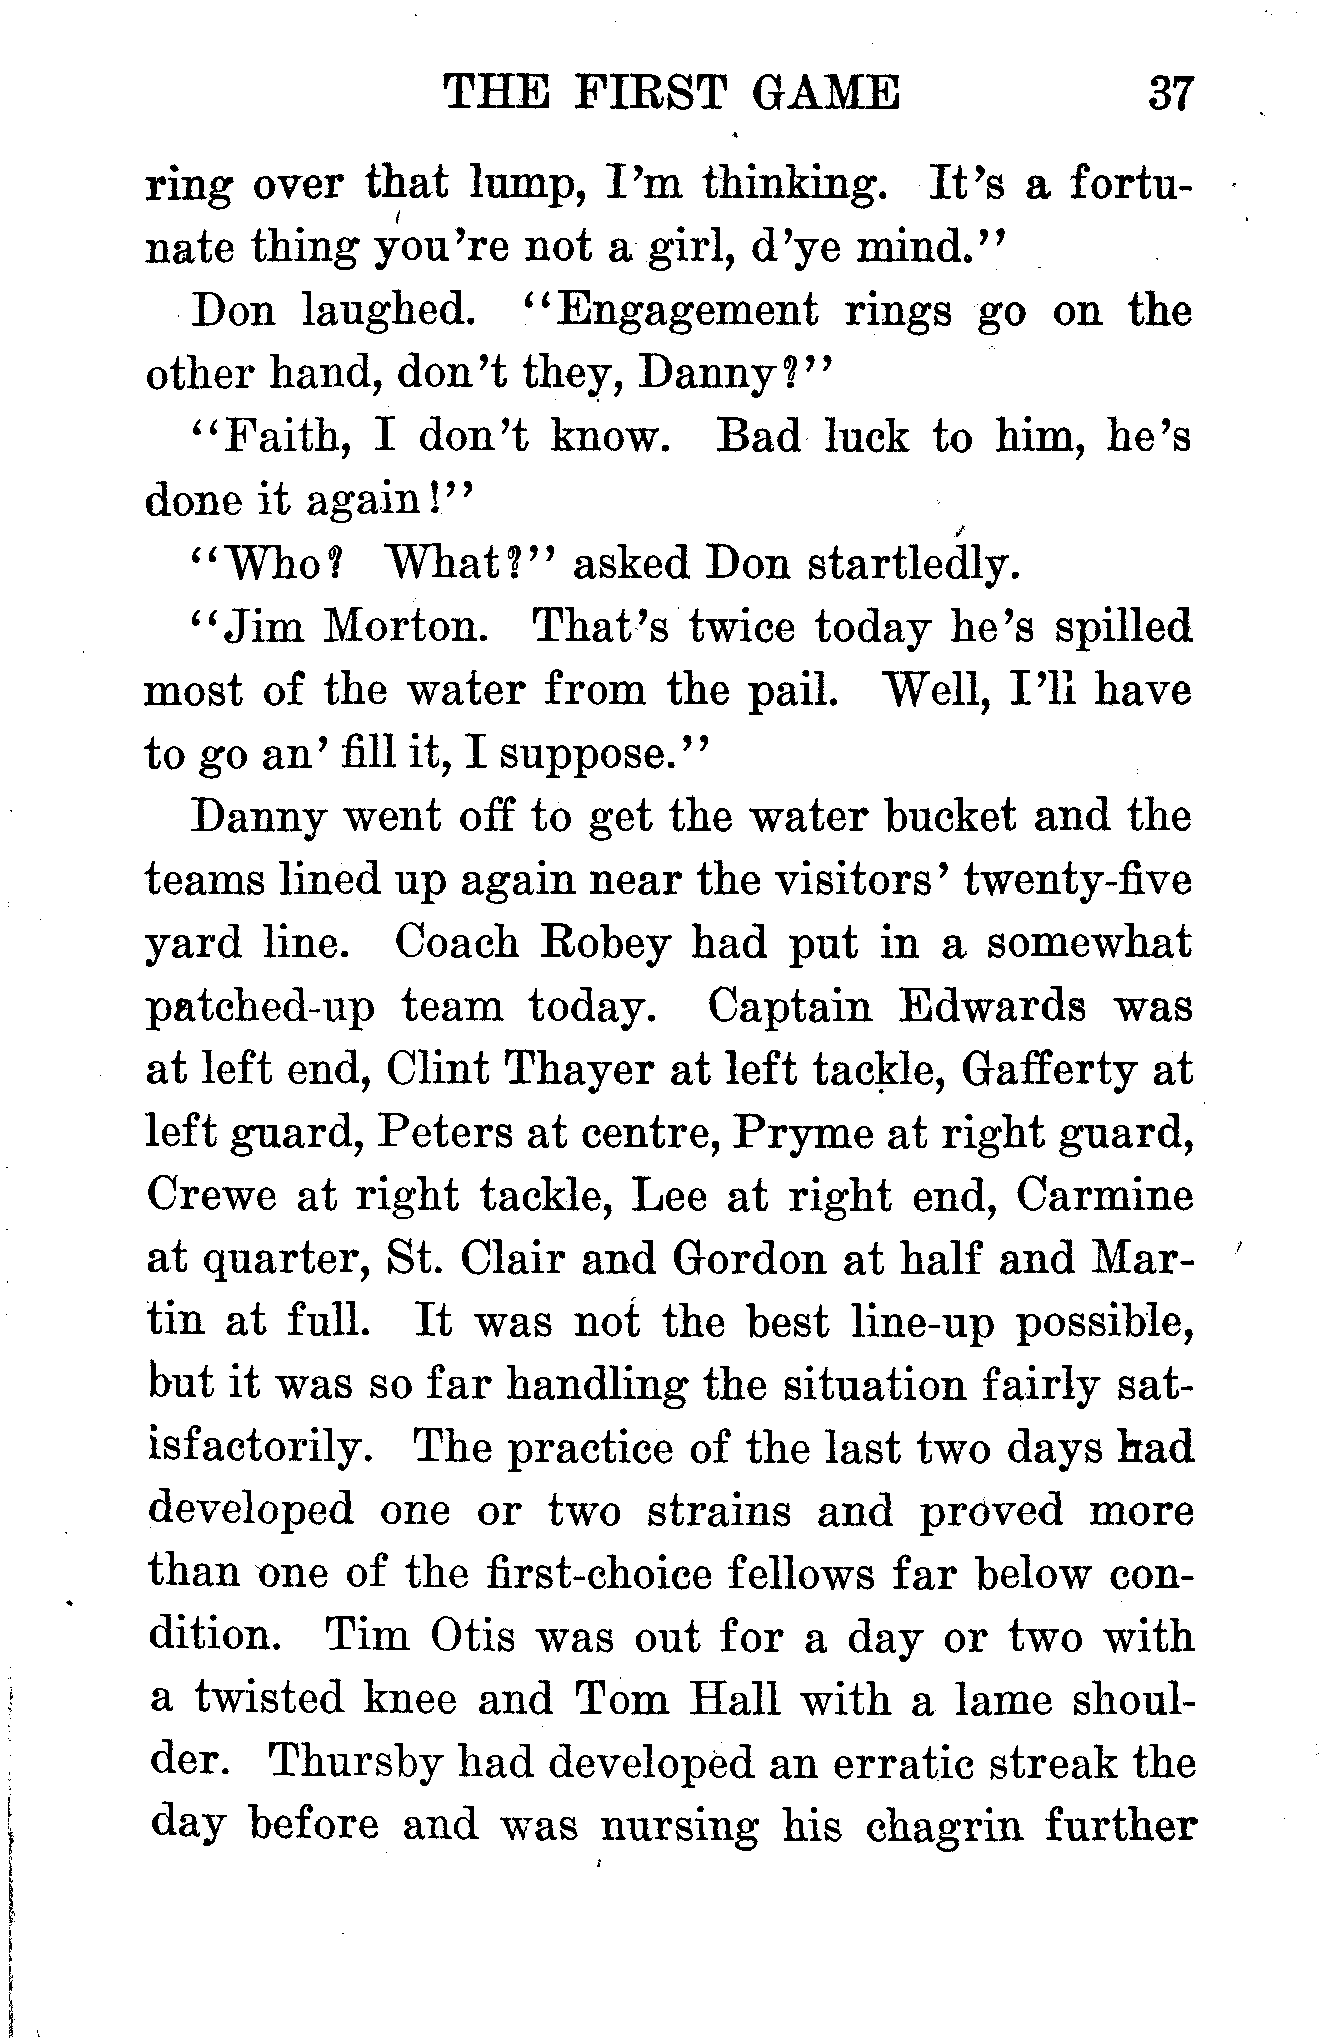 THE FIRST GAME 37
ring over that lump, I'm thinking. It's a fortu-
nate thing you're not a girl, d'ye mind."
Don laughed. "Engagement rings go on the
other hand, don't they, Danny?"
"Faith, I don't know. Bad luck to him, he's
done it again!"
"Who? What?" asked Don startledly.
"Jim Morton. That's twice today he's spilled
most of the water from the pail. Well, I'll have
to go an' fill it, I suppose."
Danny went off to get the water bucket and the
teams lined up again near the visitors' twenty-five
yard line. Coach Robey had put in a somewhat
patched-up team today. Captain Edwards was
at left end, Clint Thayer at left tackle, Gafferty at
left guard, Peters at centre, Pryme at right guard,
Crewe at right tackle, Lee at right end, Carmine
at quarter, St. Clair and Gordon at half and Mar-
tin at full. It was not the best line-up possible,
but it was so far handling the situation fairly sat-
isfactorily. The practice of the last two days had
developed one or two strains and proved more
than one of the first-choice fellows far below con-
dition. Tim Otis was out for a day or two with
a twisted knee and Tom Hall with a lame shoul-
der. Thursby had developed an erratic streak the
day before and was nursing his chagrin further